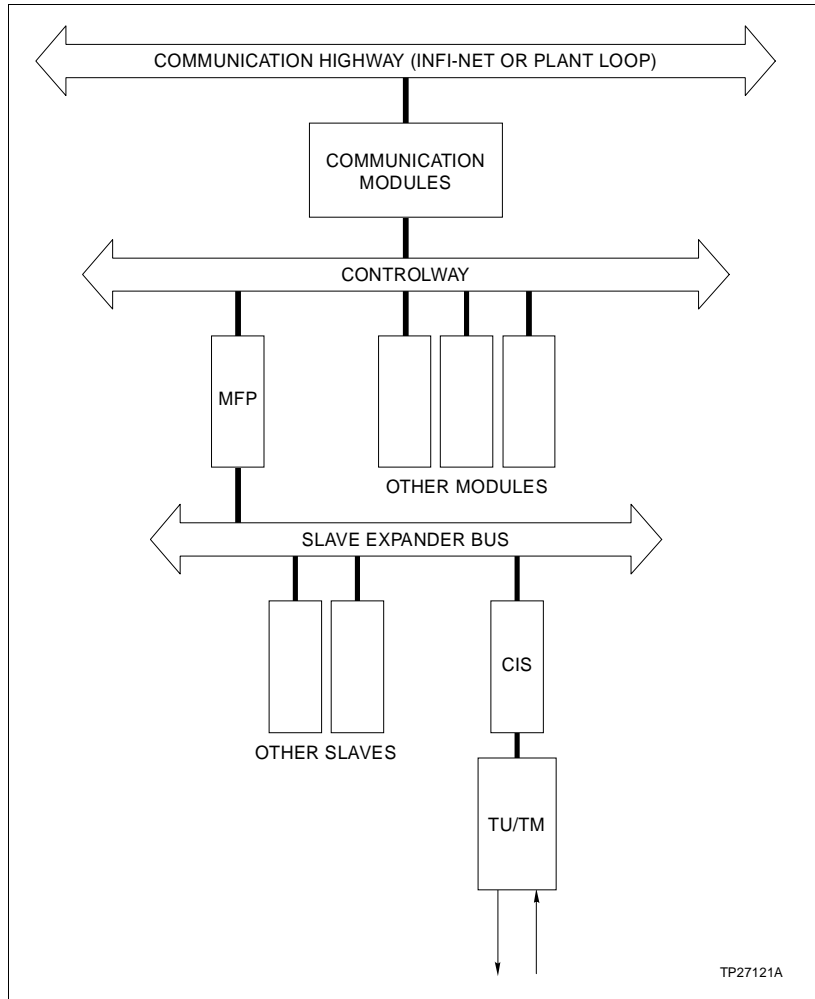 COMMUNICATION HIGHWAY (INFI-NET OR PLANT LOOP)
COMMUNICATION
MODULES
CONTROLWAY
MFP
OTHER MODULES
SLAVE EXPANDER BUS
CIS
OTHER SLAVES
TU/TM
TP27121A